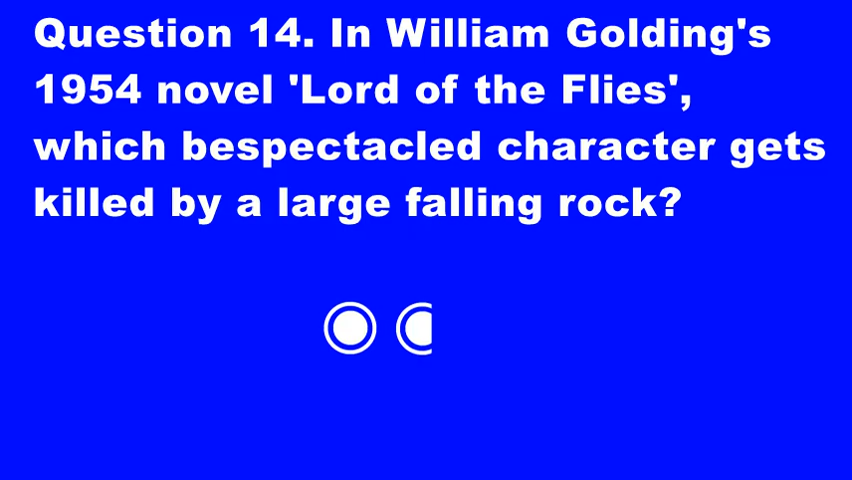 Question 14. In William Golding's
1954 novel 'Lord of the Flies',
which bespectacled character gets
killed by a large falling rock?